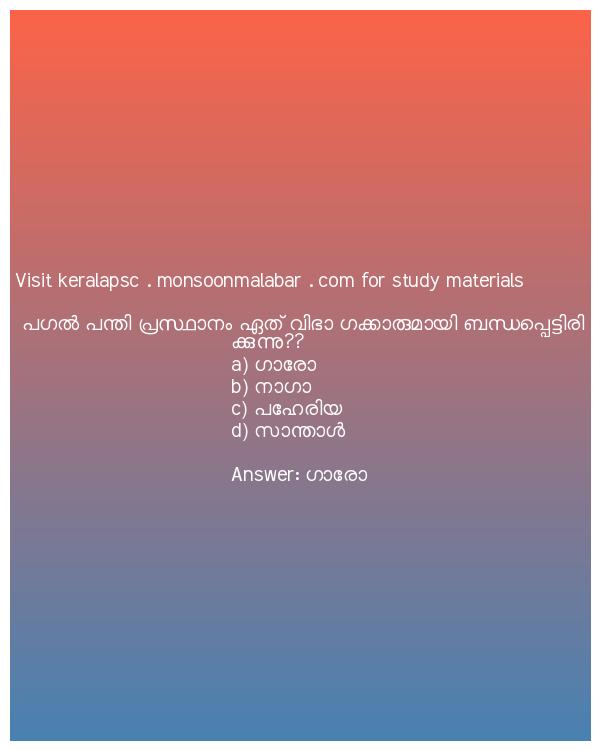 Visit keralapsc . monsoonmalabar . com for study materials
പഗൽ പന്തി പ്രസ്ഥാനം ഏത് വിഭാ ഗക്കാരുമായി ബന്ധപ്പെട്ടിരി
ക്കുന്നു??
a) ഗാരോ
b) നാഗാ
c) പഹേരിയ
d) സാന്താൾ
Answer: ഗാരോ